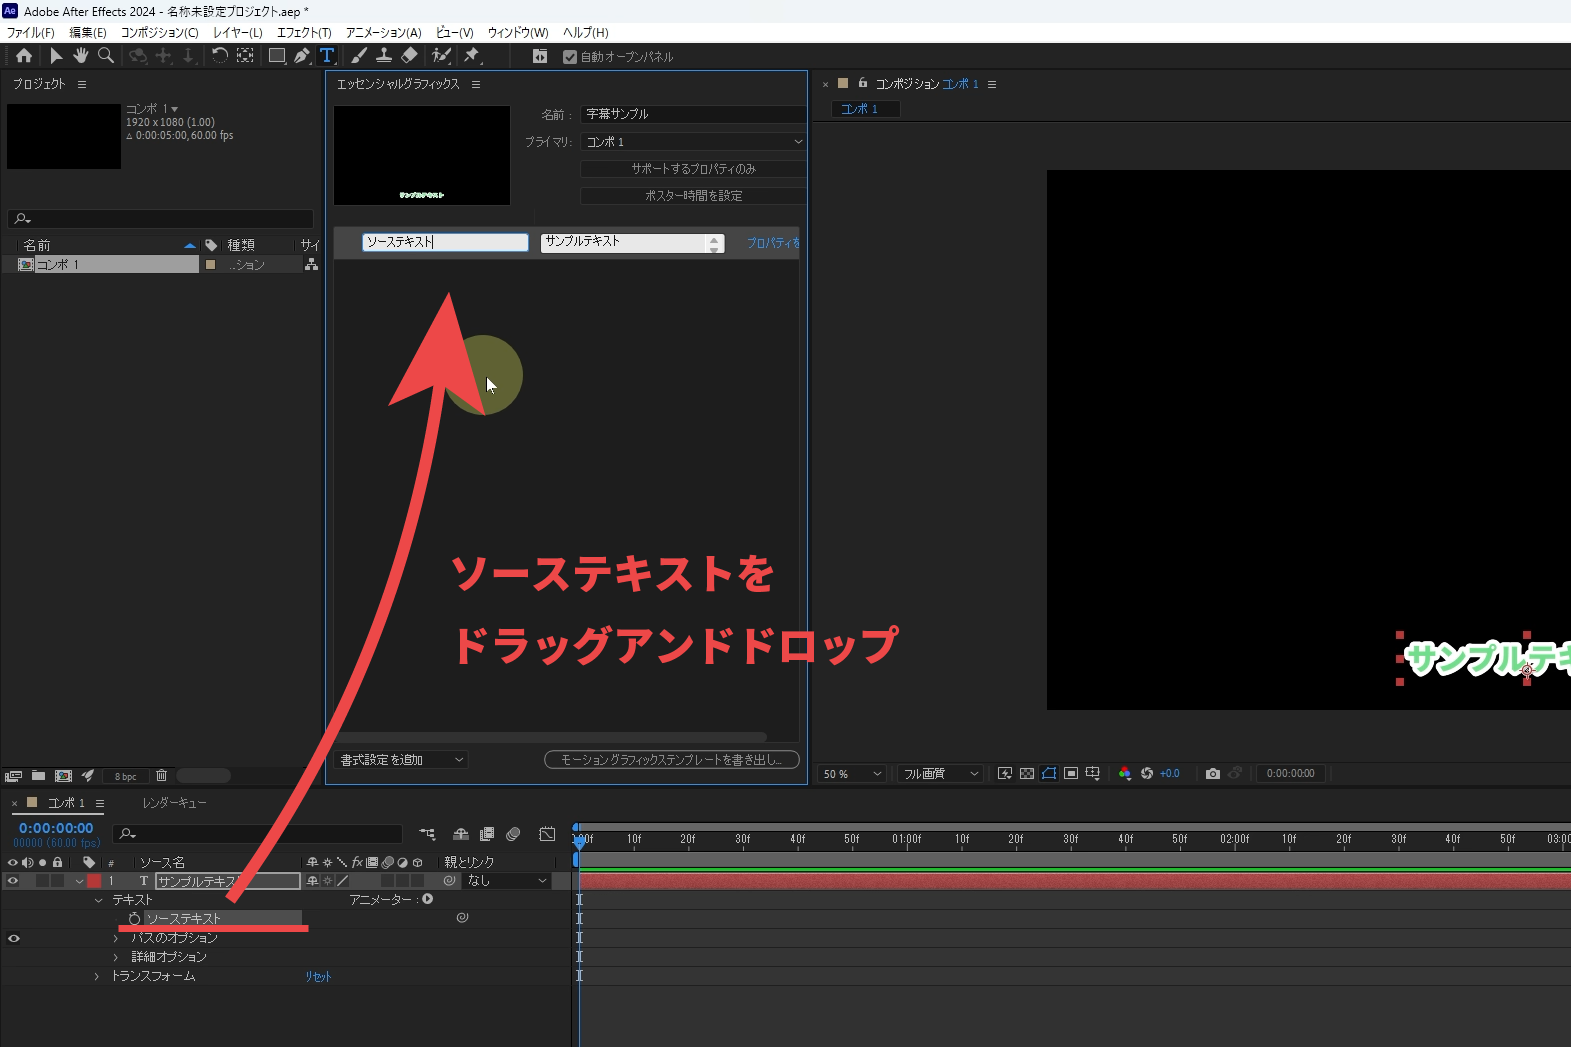 Ae Adobe After Effects 2024 - 名称未設定プロジェクト.aep *
ファイル(F) 編集(E) コンポジション(C) レイヤー(L) エフェクト(T) アニメーション(A) ビュー(V) ウィンドウ(W) ヘルプ(H)
T 自動オープンパネル
プロジェクト
コンポ 1
1920 x 1080 (1.00)
△ 0:00:05:00, 60.00 fps
名前 種類 サイ
コンポ 1 ...ション
8 bpc
エッセンシャルグラフィックス
サンプルテキスト
名前 : 字幕サンプル
プライマリ: コンポ 1
サポートするプロパティのみ
ポスター時間を設定
ソーステキスト サンプルテキスト プロパティを
ソーステキストを
ドラッグアンドドロップ
書式設定を追加 モーショングラフィックステンプレートを書き出し...
× コンポジション コンポ 1
コンポ 1
サンプルテキ
50 % フル画質 +0.0 0:00:00:00
× コンポ 1 レンダーキュー
0:00:00:00
00000 (60.00 fps)
:00f 10f 20f 30f 40f 50f 01:00f 10f 20f 30f 40f 50f 02:00f 10f 20f 30f 40f 50f 03:00
# ソース名 fx 親とリンク
1 T サンプルテキスト なし
テキスト アニメーター :
ソーステキスト
パスのオプション
詳細オプション
トランスフォーム リセット